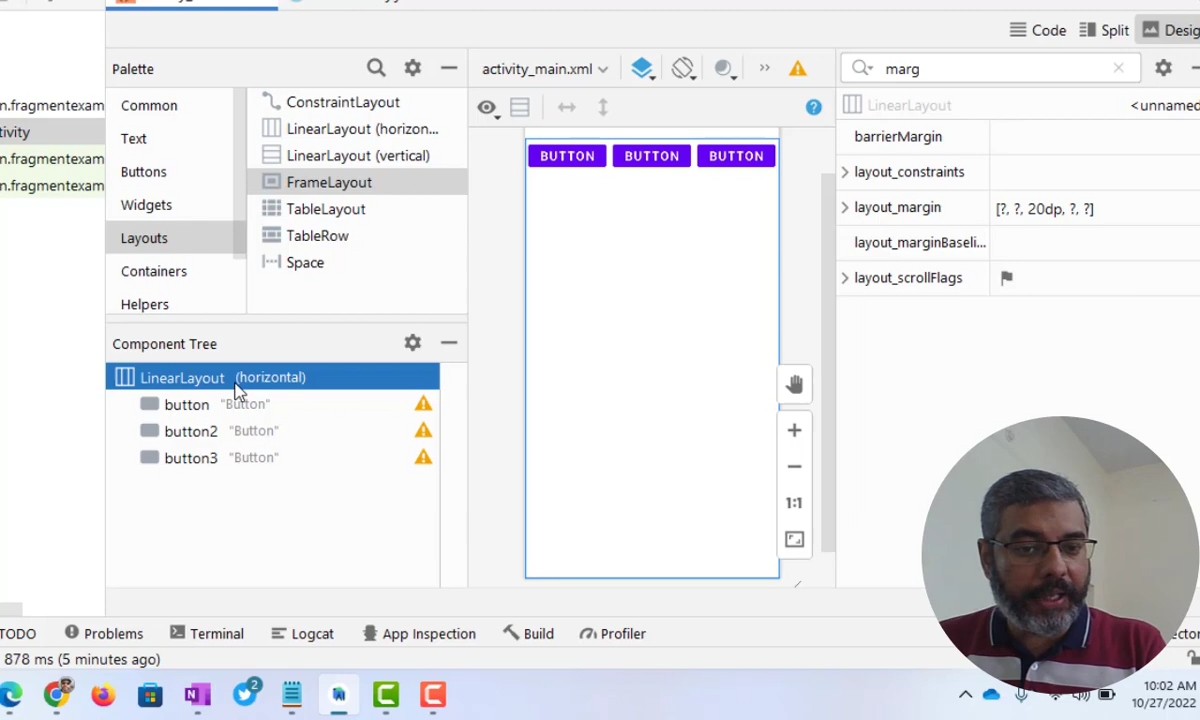 Code Split Desig
Palette
activity_main.xml
marg
n.fragmentexam
tivity
n.fragmentexam
n.fragmentexam
Common
Text
Buttons
Widgets
Layouts
Containers
Helpers
ConstraintLayout
LinearLayout (horizon...
LinearLayout (vertical)
FrameLayout
TableLayout
TableRow
Space
?
LinearLayout <unnamed
barrierMargin
layout_constraints
layout_margin [?, ?, 20dp, ?, ?]
layout_marginBaseli...
layout_scrollFlags
BUTTON BUTTON BUTTON
Component Tree
LinearLayout (horizontal)
button "Button"
button2 "Button"
button3 "Button"
1:1
TODO Problems Terminal Logcat App Inspection Build Profiler
878 ms (5 minutes ago)
2
10:02 AM
10/27/2022